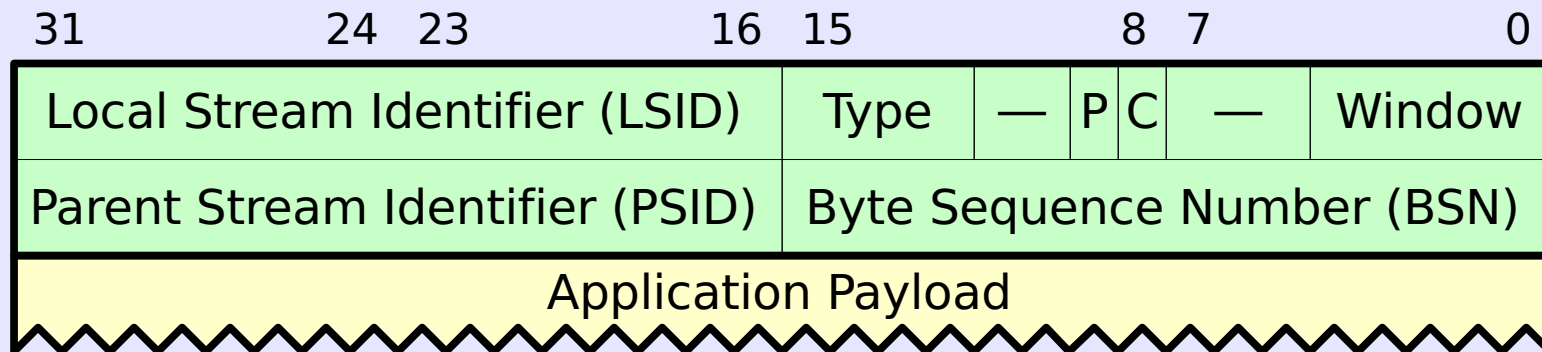 31 24 23 16 15 8 7 0
Local Stream Identifier (LSID) Type — P C — Window
Parent Stream Identifier (PSID) Byte Sequence Number (BSN)
Application Payload